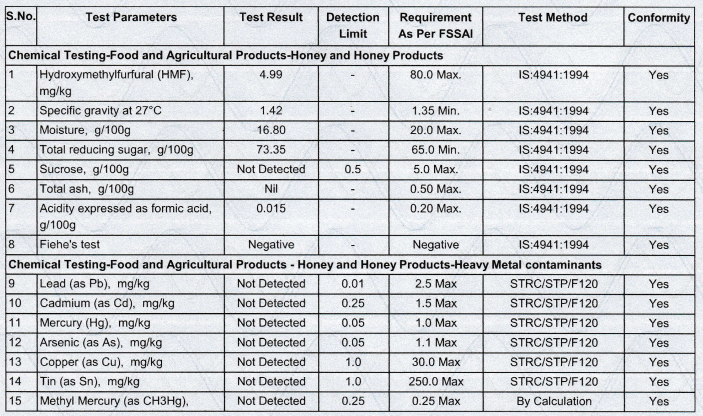 S.No. Test Parameters Test Result Detection Limit Requirement As Per FSSAI Test Method Conformity
Chemical Testing-Food and Agricultural Products-Honey and Honey Products
1 Hydroxymethylfurfural (HMF), mg/kg 4.99 - 80.0 Max. IS:4941:1994 Yes
2 Specific gravity at 27°C 1.42 - 1.35 Min. IS:4941:1994 Yes
3 Moisture, g/100g 16.80 - 20.0 Max. IS:4941:1994 Yes
4 Total reducing sugar, g/100g 73.35 - 65.0 Min. IS:4941:1994 Yes
5 Sucrose, g/100g Not Detected 0.5 5.0 Max. IS:4941:1994 Yes
6 Total ash, g/100g Nil - 0.50 Max. IS:4941:1994 Yes
7 Acidity expressed as formic acid, g/100g 0.015 - 0.20 Max. IS:4941:1994 Yes
8 Fiehe's test Negative - Negative IS:4941:1994 Yes
Chemical Testing-Food and Agricultural Products - Honey and Honey Products-Heavy Metal contaminants
9 Lead (as Pb), mg/kg Not Detected 0.01 2.5 Max STRC/STP/F120 Yes
10 Cadmium (as Cd), mg/kg Not Detected 0.25 1.5 Max STRC/STP/F120 Yes
11 Mercury (Hg), mg/kg Not Detected 0.05 1.0 Max STRC/STP/F120 Yes
12 Arsenic (as As), mg/kg Not Detected 0.05 1.1 Max STRC/STP/F120 Yes
13 Copper (as Cu), mg/kg Not Detected 1.0 30.0 Max STRC/STP/F120 Yes
14 Tin (as Sn), mg/kg Not Detected 1.0 250.0 Max STRC/STP/F120 Yes
15 Methyl Mercury (as CH3Hg), Not Detected 0.25 0.25 Max By Calculation Yes